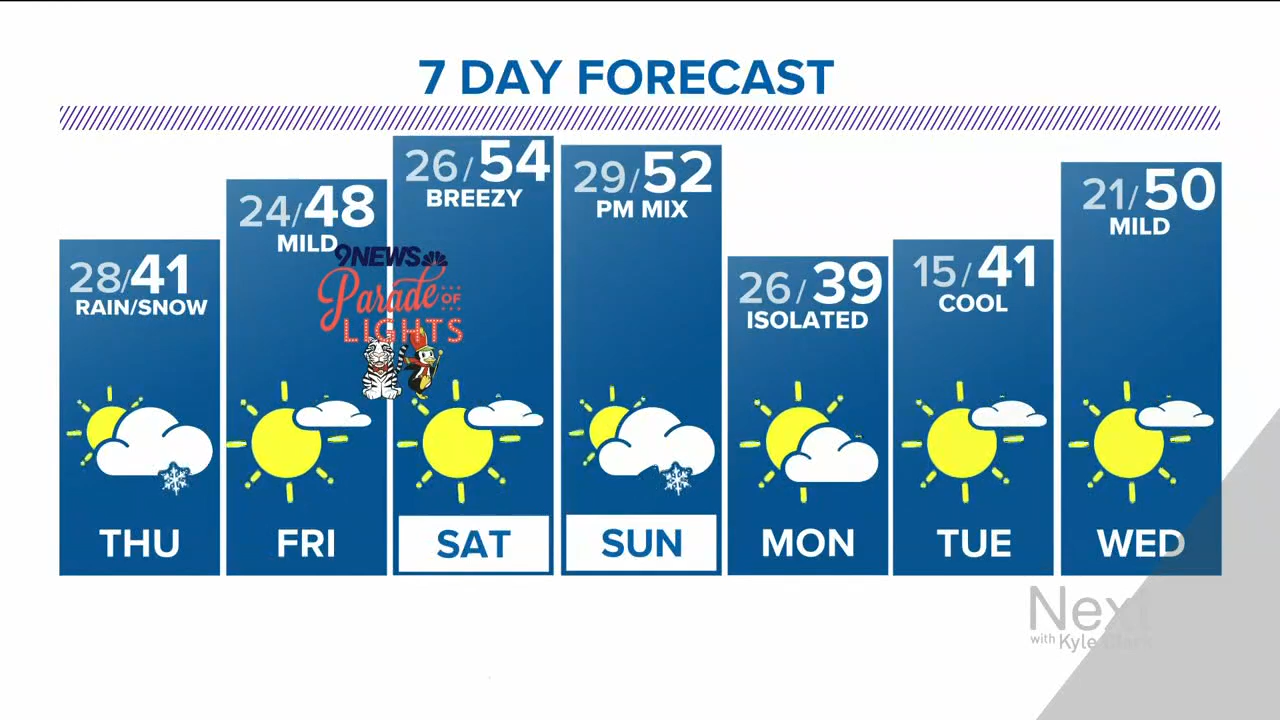 7 DAY FORECAST
28/41
RAIN/SNOW
THU
24/48
MILD
FRI
9NEWS
Parade OF
LIGHTS
26/54
BREEZY
SAT
29/52
PM MIX
SUN
26/39
ISOLATED
MON
15/41
COOL
TUE
21/50
MILD
WED
Next
with Kyle Clark